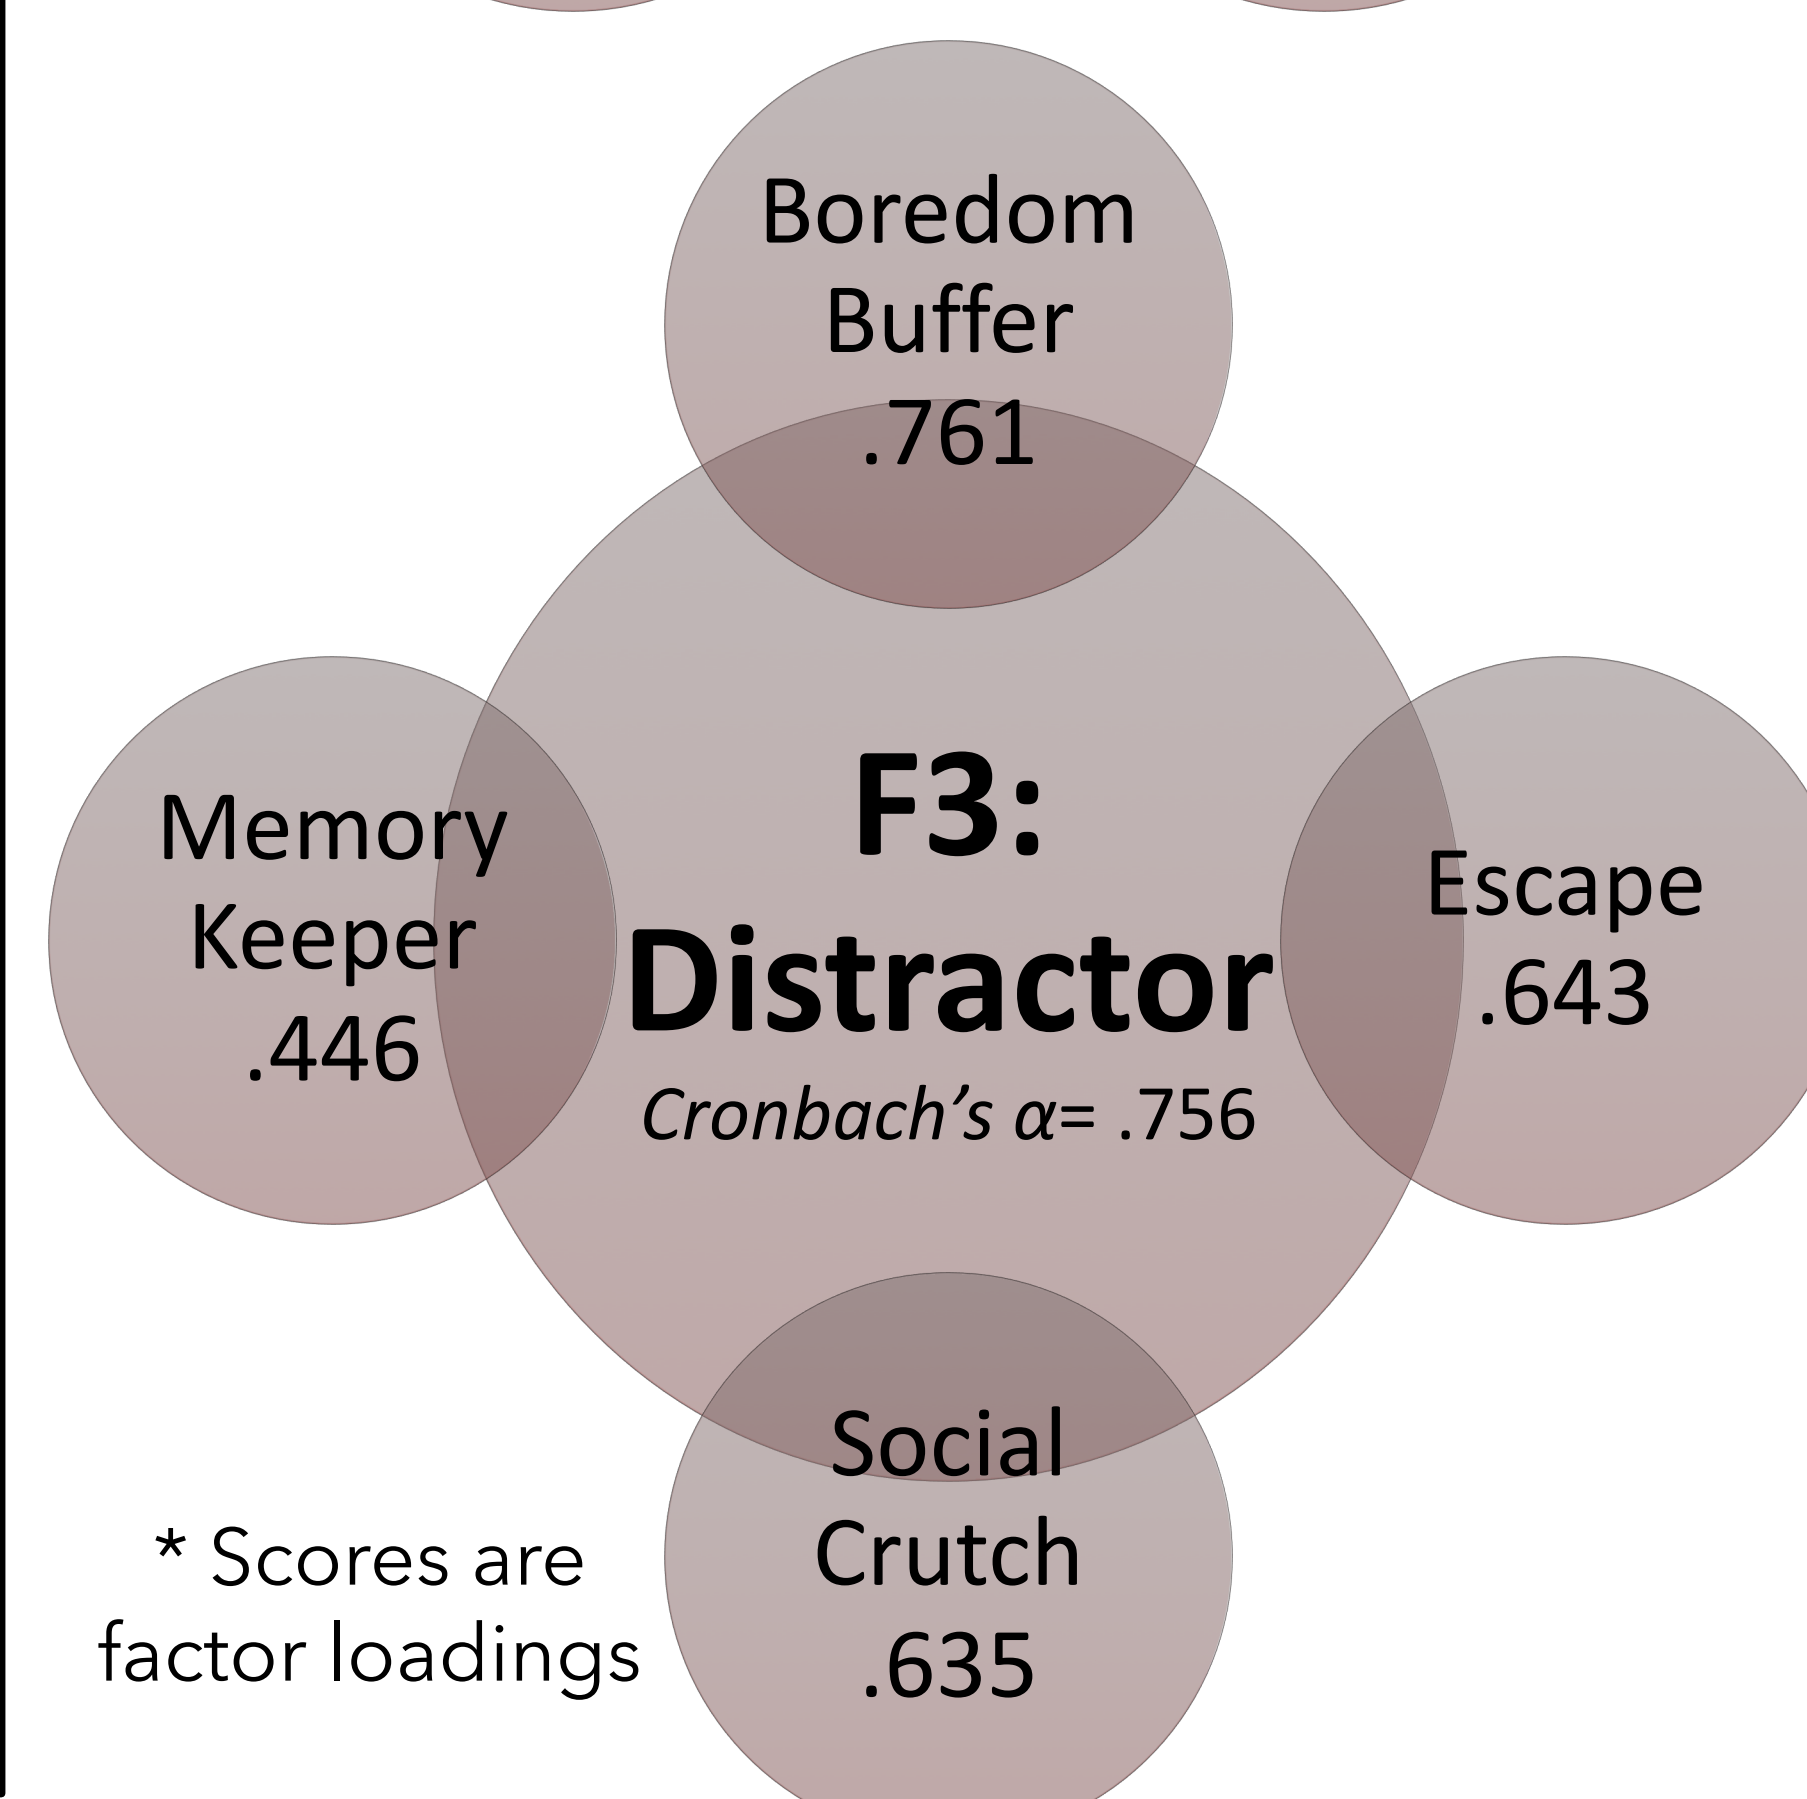 Boredom
Buffer
.761
Memory
Keeper
.446
F3:
Distractor
Cronbach’s α= .756
Escape
.643
Social
Crutch
.635
* Scores are
factor loadings